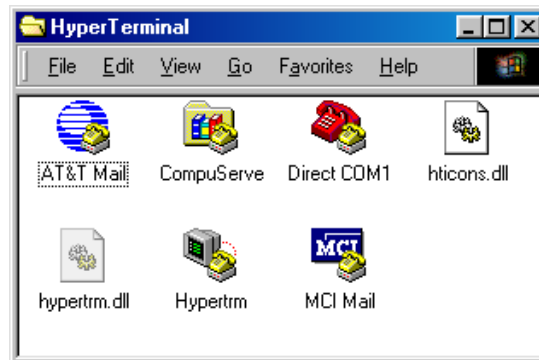 HyperTerminal
File Edit View Go Favorites Help
AT&T Mail CompuServe Direct COM1 hticons.dll
MCI
hypertrm.dll Hypertrm MCI Mail